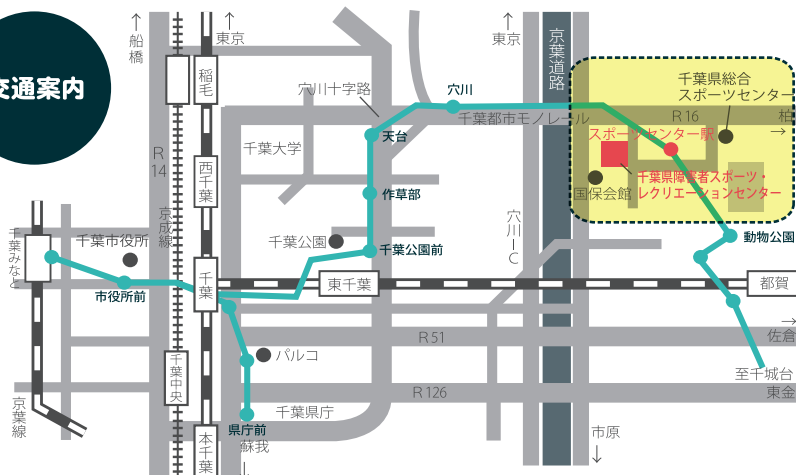 交通案内
船橋
東京
東京
京葉道路
稲毛
穴川十字路
穴川
千葉都市モノレール
千葉県総合
スポーツセンター
R16
柏
スポーツセンター駅
天台
千葉大学
R
14
西千葉
作草部
国保会館
千葉県障害者スポーツ・
レクリエーションセンター
京成線
千葉みなと
千葉市役所
千葉公園
千葉公園前
穴川IC
動物公園
市役所前
千葉
東千葉
都賀
R51
佐倉
パルコ
千葉中央
至千城台
東金
R126
京葉線
県庁前
千葉県庁
蘇我
本千葉
市原